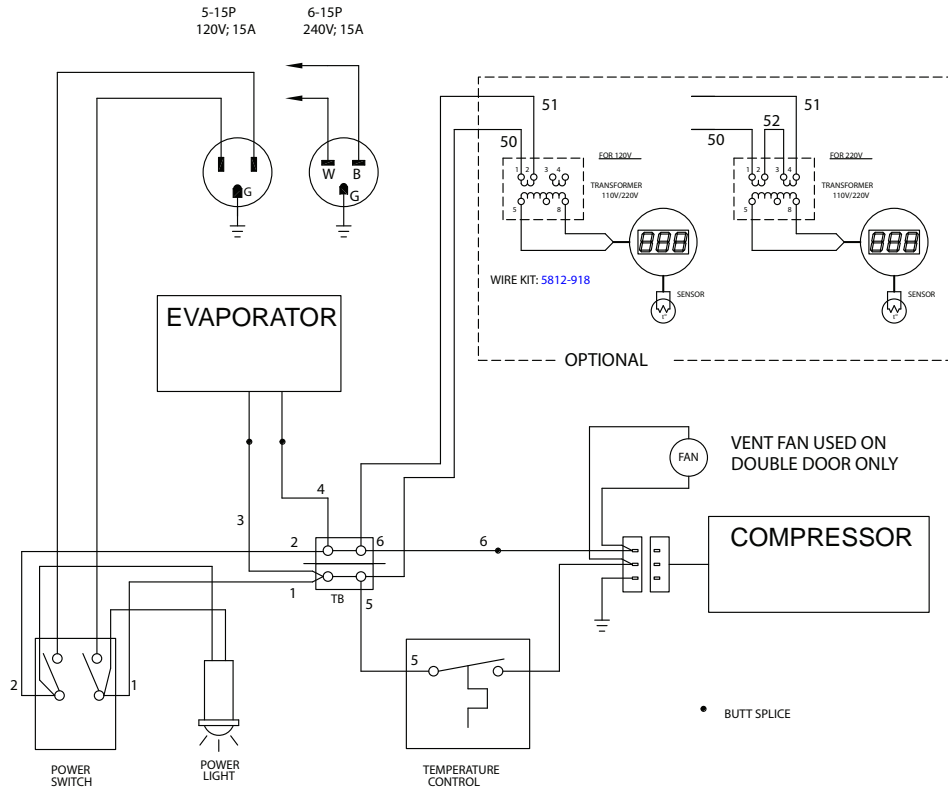 5-15P
120V; 15A
6-15P
240V; 15A
G
W
B
G
51
50
FOR 120V
1
2
3
4
TRANSFORMER
110V/220V
5
8
SENSOR
t°
WIRE KIT: 5812-918
51
52
50
FOR 220V
1
2
3
4
TRANSFORMER
110V/220V
5
8
SENSOR
t°
OPTIONAL
EVAPORATOR
FAN
VENT FAN USED ON
DOUBLE DOOR ONLY
COMPRESSOR
4
3
2
6
6
1
TB
5
5
2
1
POWER
SWITCH
POWER
LIGHT
TEMPERATURE
CONTROL
BUTT SPLICE